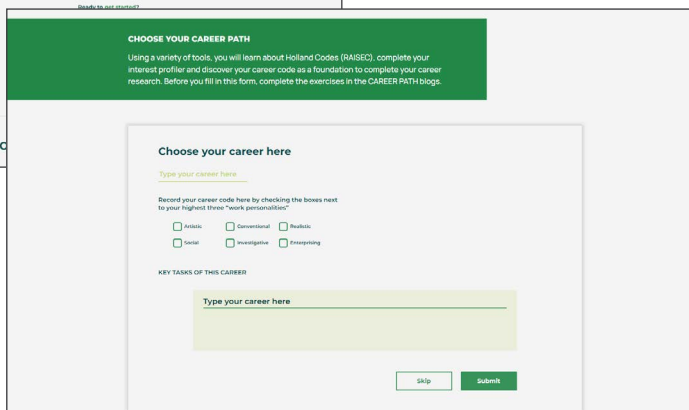 Ready to get started?
CHOOSE YOUR CAREER PATH
Using a variety of tools, you will learn about Holland Codes (RAISEC), complete your
interest profiler and discover your career code as a foundation to complete your career
research. Before you fill in this form, complete the exercises in the CAREER PATH blogs.
Choose your career here
Type your career here
Record your career code here by checking the boxes next
to your highest three “work personalities”
Artistic Conventional Realistic
Social Investigative Enterprising
KEY TASKS OF THIS CAREER
Type your career here
Skip Submit